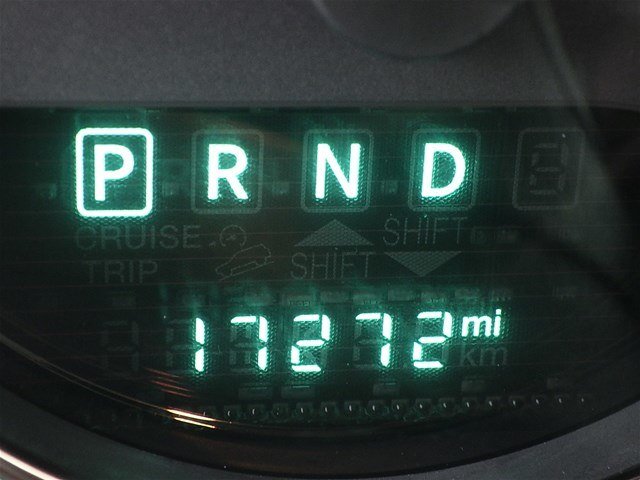 P R N D
CRUISE SHIFT
TRIP SHIFT
17272 mi
km